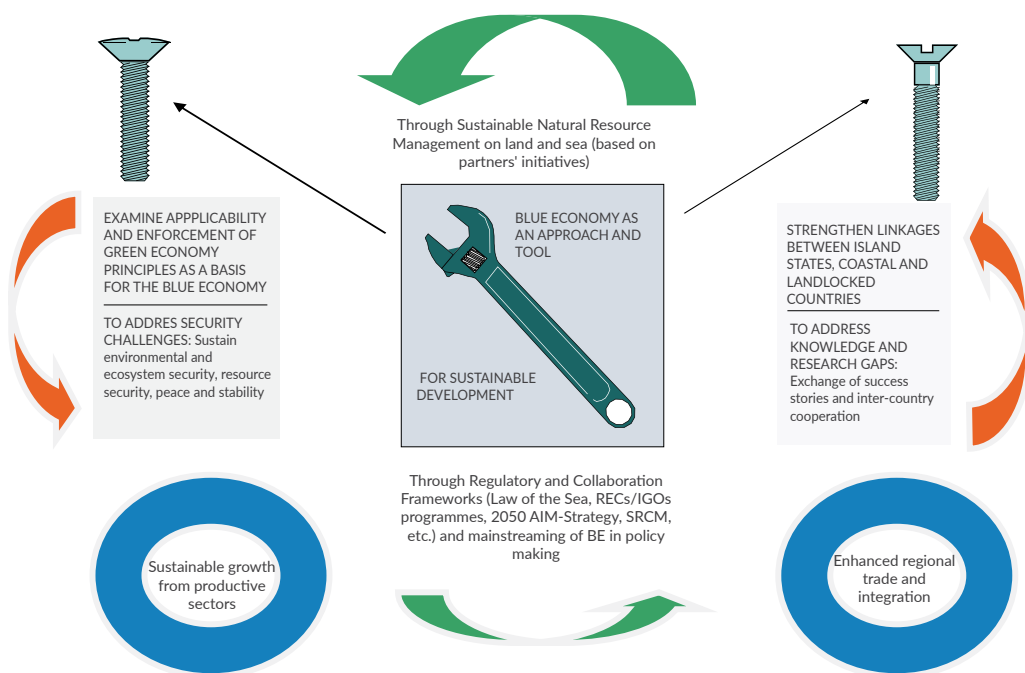 Through Sustainable Natural Resource
Management on land and sea (based on
partners' initiatives)
EXAMINE APPPLICABILITY
AND ENFORCEMENT OF
GREEN ECONOMY
PRINCIPLES AS A BASIS
FOR THE BLUE ECONOMY
TO ADDRES SECURITY
CHALLENGES: Sustain
environmental and
ecosystem security, resource
security, peace and stability
BLUE ECONOMY AS
AN APPROACH AND
TOOL
FOR SUSTAINABLE
DEVELOPMENT
STRENGTHEN LINKAGES
BETWEEN ISLAND
STATES, COASTAL AND
LANDLOCKED
COUNTRIES
TO ADDRESS
KNOWLEDGE AND
RESEARCH GAPS:
Exchange of success
stories and inter-country
cooperation
Through Regulatory and Collaboration
Frameworks (Law of the Sea, RECs/IGOs
programmes, 2050 AIM-Strategy, SRCM,
etc.) and mainstreaming of BE in policy
making
Sustainable growth
from productive
sectors
Enhanced regional
trade and
integration